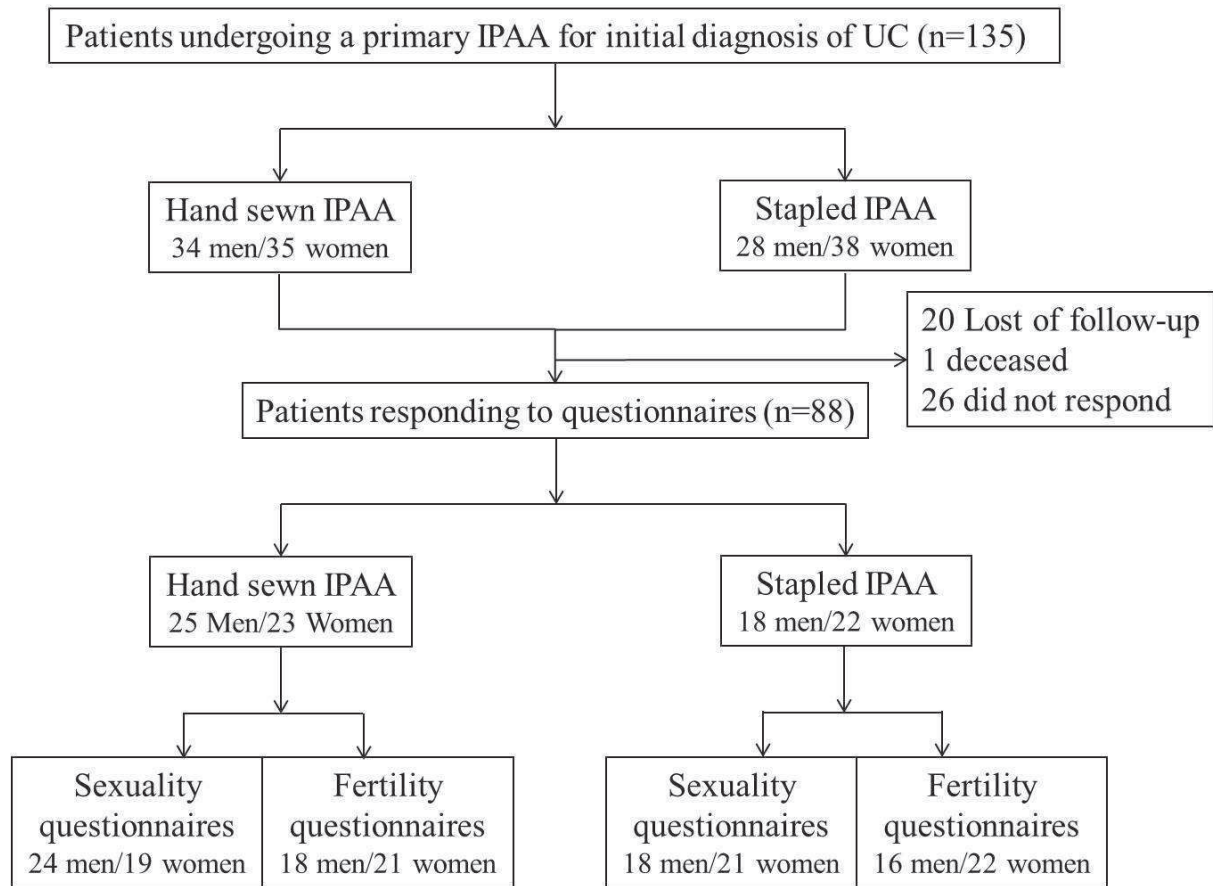 Patients undergoing a primary IPAA for initial diagnosis of UC (n=135)
Hand sewn IPAA
34 men/35 women
Stapled IPAA
28 men/38 women
20 Lost of follow-up
1 deceased
26 did not respond
Patients responding to questionnaires (n=88)
Hand sewn IPAA
25 Men/23 Women
Stapled IPAA
18 men/22 women
Sexuality
questionnaires
24 men/19 women
Fertility
questionnaires
18 men/21 women
Sexuality
questionnaires
18 men/21 women
Fertility
questionnaires
16 men/22 women